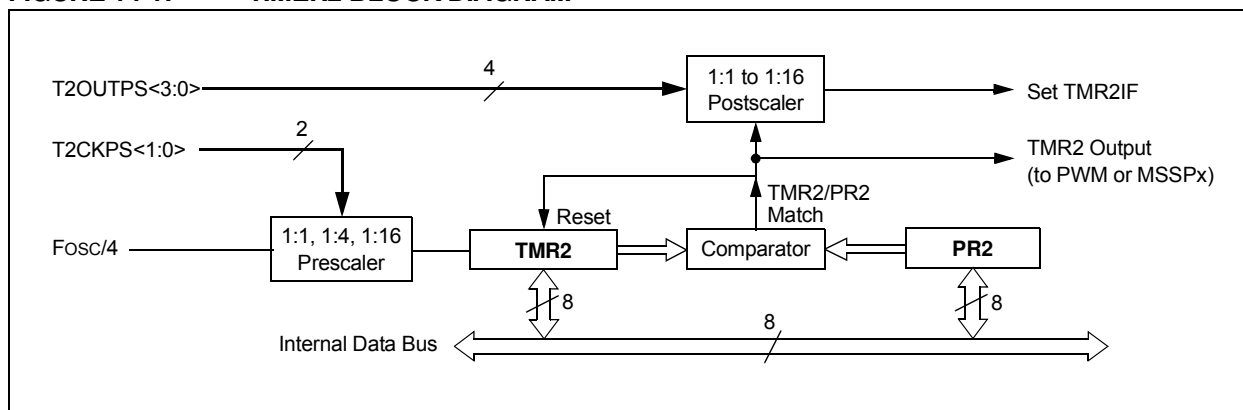 T2OUTPS<3:0>
4
1:1 to 1:16
Postscaler
Set TMR2IF
T2CKPS<1:0>
2
TMR2 Output
(to PWM or MSSPx)
TMR2/PR2
Match
Reset
FOSC/4
1:1, 1:4, 1:16
Prescaler
TMR2
Comparator
PR2
8
8
8
Internal Data Bus